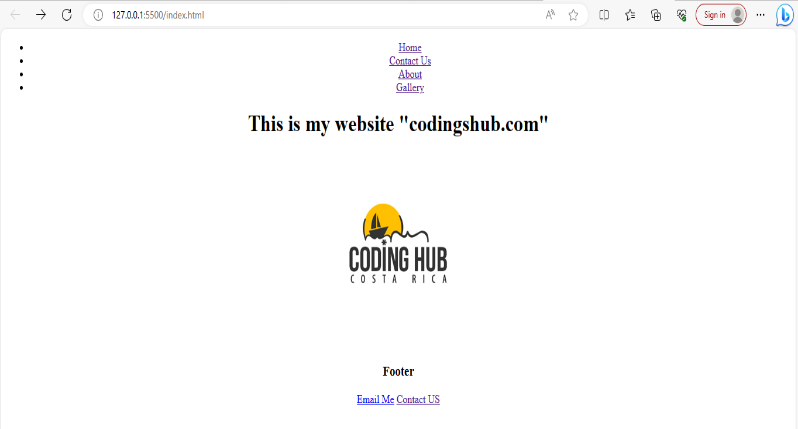 127.0.0.1:5500/index.html
Sign in
Home
Contact Us
About
Gallery
This is my website "codingshub.com"
CODING HUB
COSTA RICA
Footer
Email Me Contact US